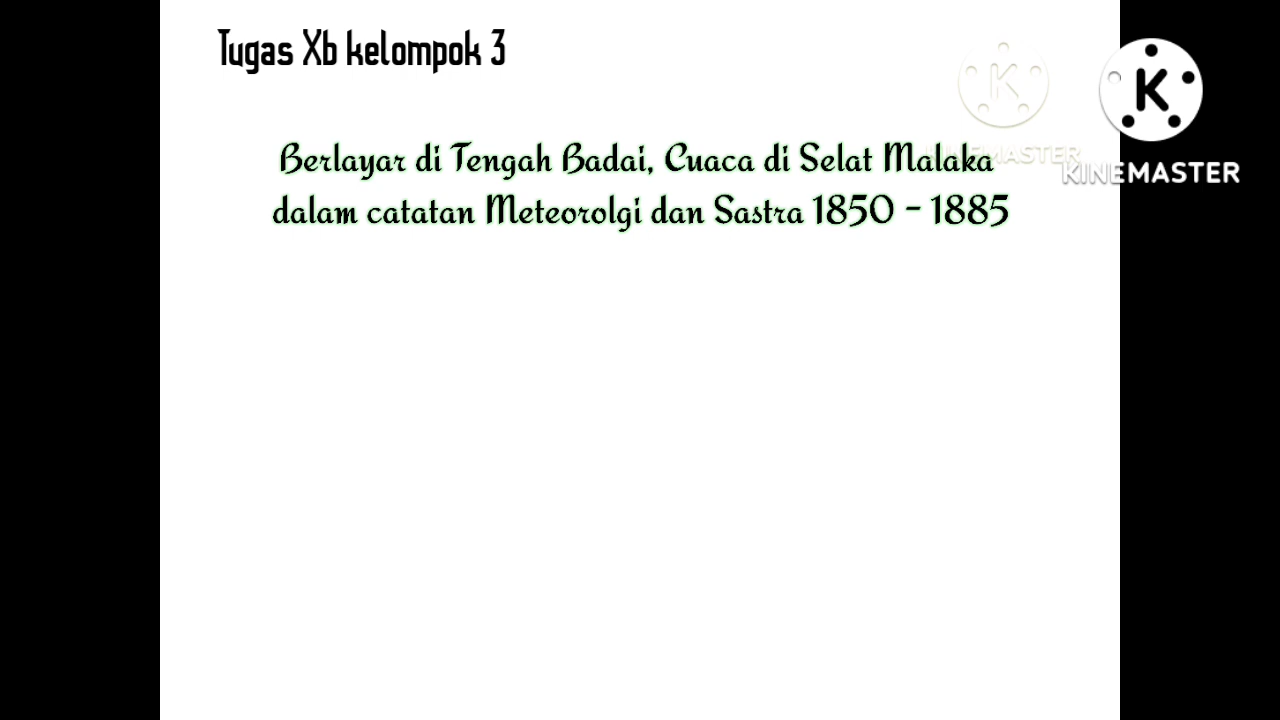 Tugas Xb kelompok 3
Berlayar di Tengah Badai, Cuaca di Selat Malaka
dalam catatan Meteorolgi dan Sastra 1850 - 1885
K
KINEMASTER
K
KINEMASTER